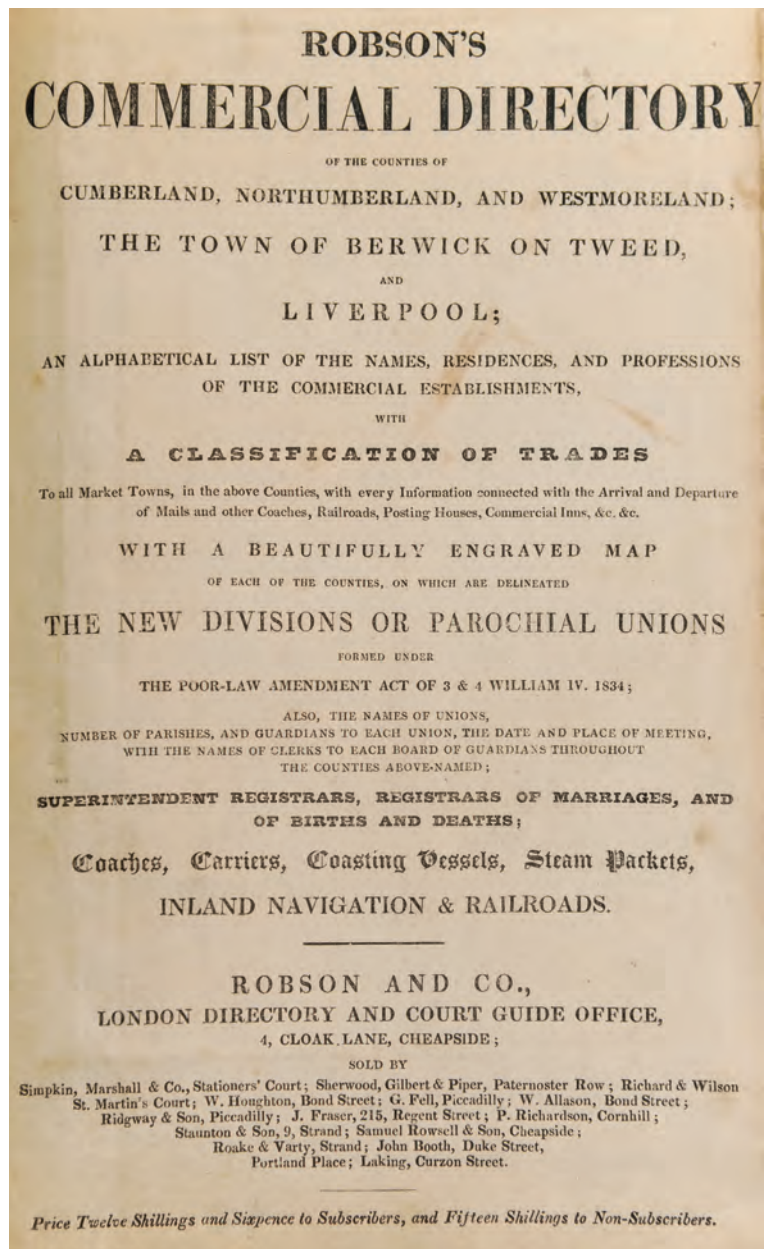 ROBSON'S
COMMERCIAL DIRECTORY
OF THE COUNTIES OF
CUMBERLAND, NORTHUMBERLAND, AND WESTMORELAND;
THE TOWN OF BERWICK ON TWEED,
AND
LIVERPOOL;
AN ALPHABETICAL LIST OF THE NAMES, RESIDENCES, AND PROFESSIONS
OF THE COMMERCIAL ESTABLISHMENTS,
WITH
A CLASSIFICATION OF TRADES
To all Market Towns, in the above Counties, with every Information connected with the Arrival and Departure
of Mails and other Coaches, Railroads, Posting Houses, Commercial Inns, &c. &c.
WITH A BEAUTIFULLY ENGRAVED MAP
OF EACH OF THE COUNTIES, ON WHICH ARE DELINEATED
THE NEW DIVISIONS OR PAROCHIAL UNIONS
FORMED UNDER
THE POOR-LAW AMENDMENT ACT OF 3 & 4 WILLIAM IV. 1834;
ALSO, THE NAMES OF UNIONS,
NUMBER OF PARISHES, AND GUARDIANS TO EACH UNION, THE DATE AND PLACE OF MEETING,
WITH THE NAMES OF CLERKS TO EACH BOARD OF GUARDIANS THROUGHOUT
THE COUNTIES ABOVE-NAMED;
SUPERINTENDENT REGISTRARS, REGISTRARS OF MARRIAGES, AND
OF BIRTHS AND DEATHS;
Coaches, Carriers, Coasting Vessels, Steam Packets,
INLAND NAVIGATION & RAILROADS.
ROBSON AND CO.,
LONDON DIRECTORY AND COURT GUIDE OFFICE,
4, CLOAK LANE, CHEAPSIDE;
SOLD BY
Simpkin, Marshall & Co., Stationers' Court; Sherwood, Gilbert & Piper, Paternoster Row; Richard & Wilson
St. Martin's Court; W. Houghton, Bond Street; G. Fell, Piccadilly; W. Allason, Bond Street;
Ridgway & Son, Piccadilly; J. Fraser, 215, Regent Street; P. Richardson, Cornhill;
Staunton & Son, 9, Strand; Samuel Rowsell & Son, Cheapside;
Roake & Varty, Strand; John Booth, Duke Street,
Portland Place; Laking, Curzon Street.
Price Twelve Shillings and Sixpence to Subscribers, and Fifteen Shillings to Non-Subscribers.